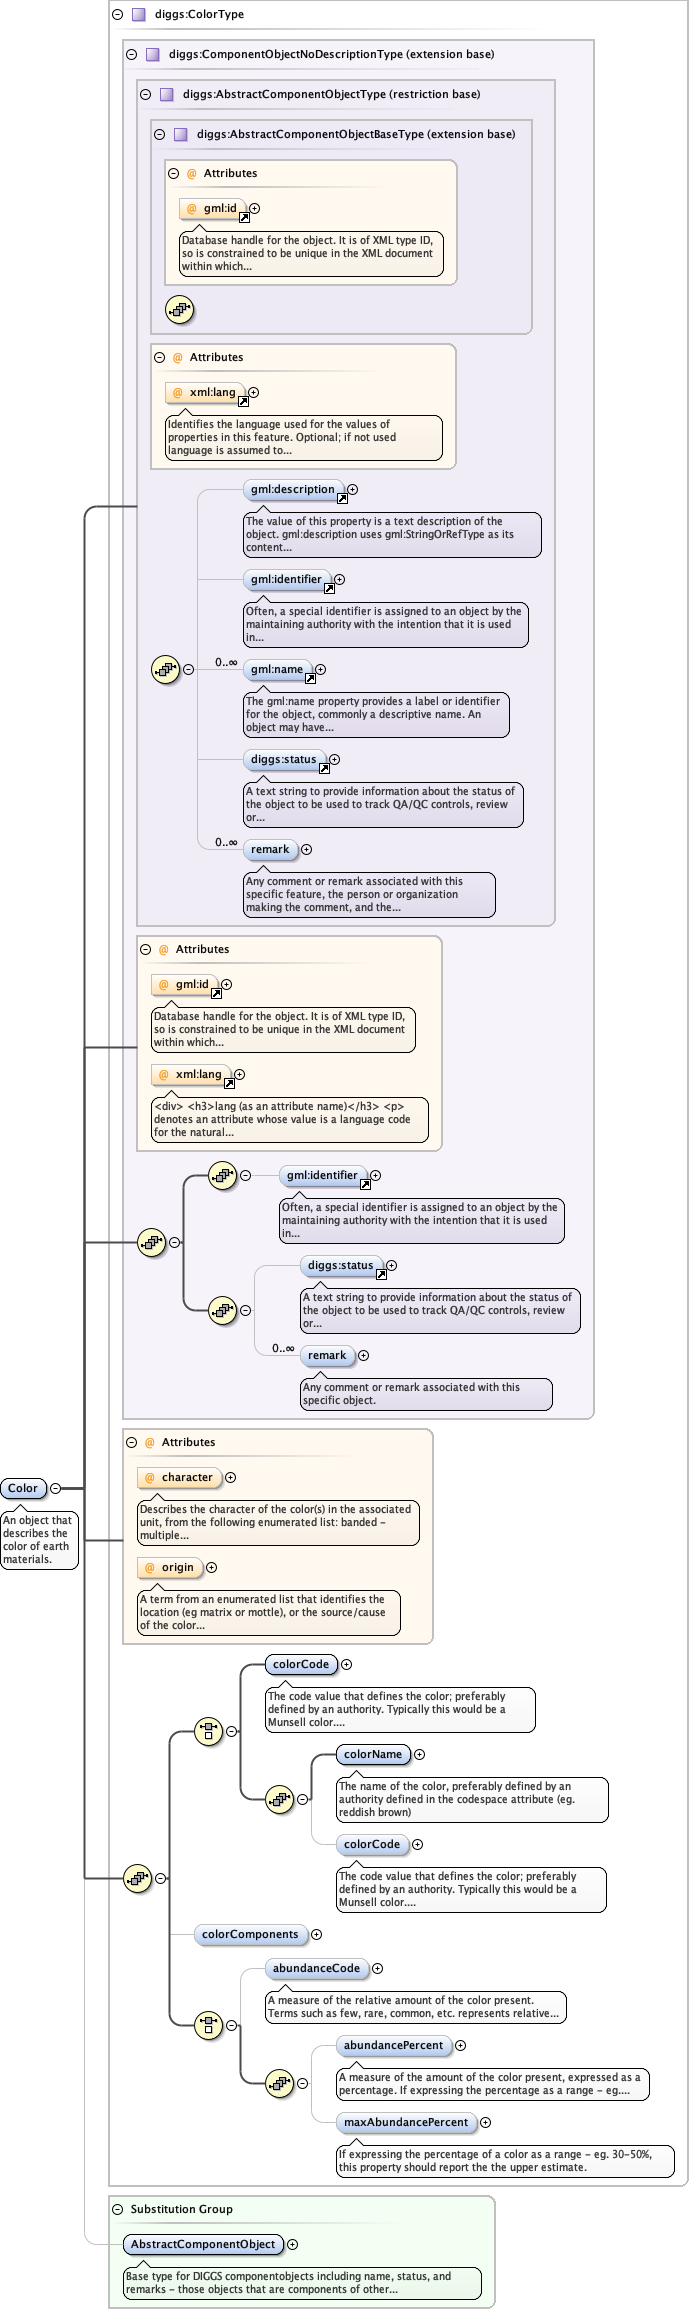 diggs:ColorType
diggs:ComponentObjectNoDescriptionType (extension base)
diggs:AbstractComponentObjectType (restriction base)
diggs:AbstractComponentObjectBaseType (extension base)
@ Attributes
@ gml:id
Database handle for the object. It is of XML type ID,
so is constrained to be unique in the XML document
within which...
@ Attributes
@ xml:lang
Identifies the language used for the values of
properties in this feature. Optional; if not used
language is assumed to...
gml:description
The value of this property is a text description of the
object. gml:description uses gml:StringOrRefType as its
content...
gml:identifier
Often, a special identifier is assigned to an object by the
maintaining authority with the intention that it is used
in...
0..∞
gml:name
The gml:name property provides a label or identifier
for the object, commonly a descriptive name. An
object may have...
diggs:status
A text string to provide information about the status of
the object to be used to track QA/QC controls, review
or...
0..∞
remark
Any comment or remark associated with this
specific feature, the person or organization
making the comment, and the...
@ Attributes
@ gml:id
Database handle for the object. It is of XML type ID,
so is constrained to be unique in the XML document
within which...
@ xml:lang
<div> <h3>lang (as an attribute name)</h3> <p>
denotes an attribute whose value is a language code
for the natural...
gml:identifier
Often, a special identifier is assigned to an object by the
maintaining authority with the intention that it is used
in...
diggs:status
A text string to provide information about the status of
the object to be used to track QA/QC controls, review
or...
0..∞
remark
Any comment or remark associated with this
specific object.
@ Attributes
@ character
Describes the character of the color(s) in the associated
unit, from the following enumerated list: banded -
multiple...
@ origin
A term from an enumerated list that identifies the
location (eg matrix or mottle), or the source/cause
of the color...
Color
An object that
describes the
color of earth
materials.
colorCode
The code value that defines the color; preferably
defined by an authority. Typically this would be a
Munsell color....
colorName
The name of the color, preferably defined by an
authority defined in the codespace attribute (eg.
reddish brown)
colorCode
The code value that defines the color; preferably
defined by an authority. Typically this would be a
Munsell color....
colorComponents
abundanceCode
A measure of the relative amount of the color present.
Terms such as few, rare, common, etc. represents relative...
abundancePercent
A measure of the amount of the color present, expressed as a
percentage. If expressing the percentage as a range - eg....
maxAbundancePercent
If expressing the percentage of a color as a range - eg. 30-50%,
this property should report the the upper estimate.
Substitution Group
AbstractComponentObject
Base type for DIGGS componentobjects including name, status, and
remarks - those objects that are components of other...